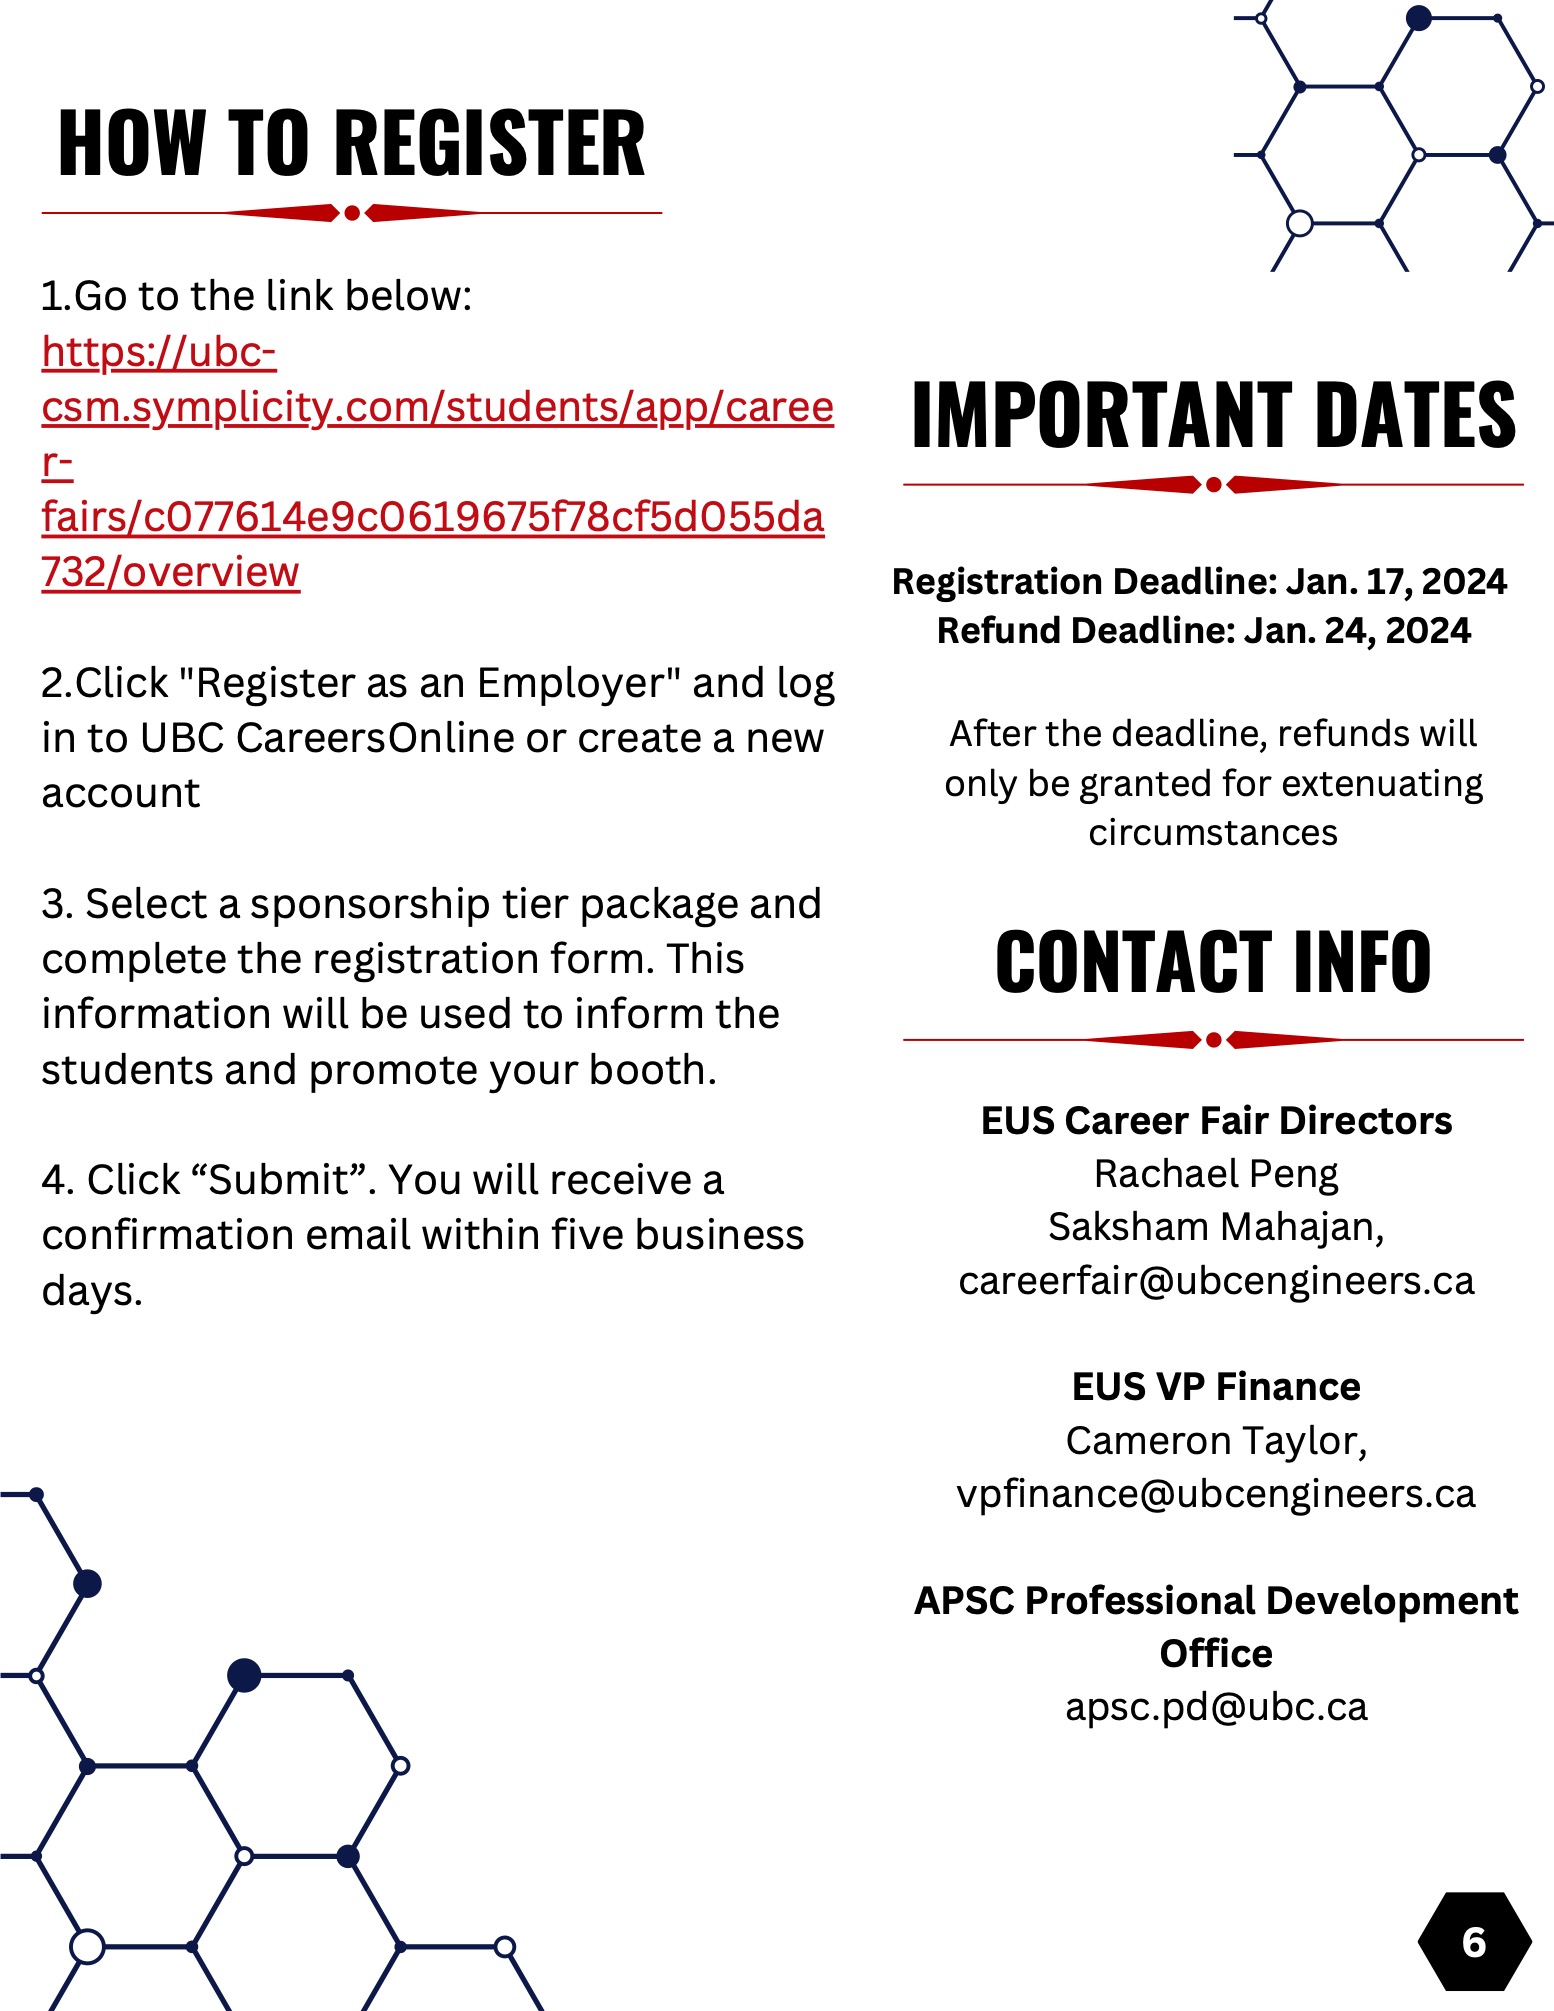 HOW TO REGISTER
1.Go to the link below:
https://ubc-
csm.symplicity.com/students/app/caree
r-
fairs/c077614e9c0619675f78cf5d055da
732/overview
2.Click "Register as an Employer" and log
in to UBC CareersOnline or create a new
account
3. Select a sponsorship tier package and
complete the registration form. This
information will be used to inform the
students and promote your booth.
4. Click “Submit”. You will receive a
confirmation email within five business
days.
IMPORTANT DATES
Registration Deadline: Jan. 17, 2024
Refund Deadline: Jan. 24, 2024
After the deadline, refunds will
only be granted for extenuating
circumstances
CONTACT INFO
EUS Career Fair Directors
Rachael Peng
Saksham Mahajan,
careerfair@ubcengineers.ca
EUS VP Finance
Cameron Taylor,
vpfinance@ubcengineers.ca
APSC Professional Development
Office
apsc.pd@ubc.ca
6